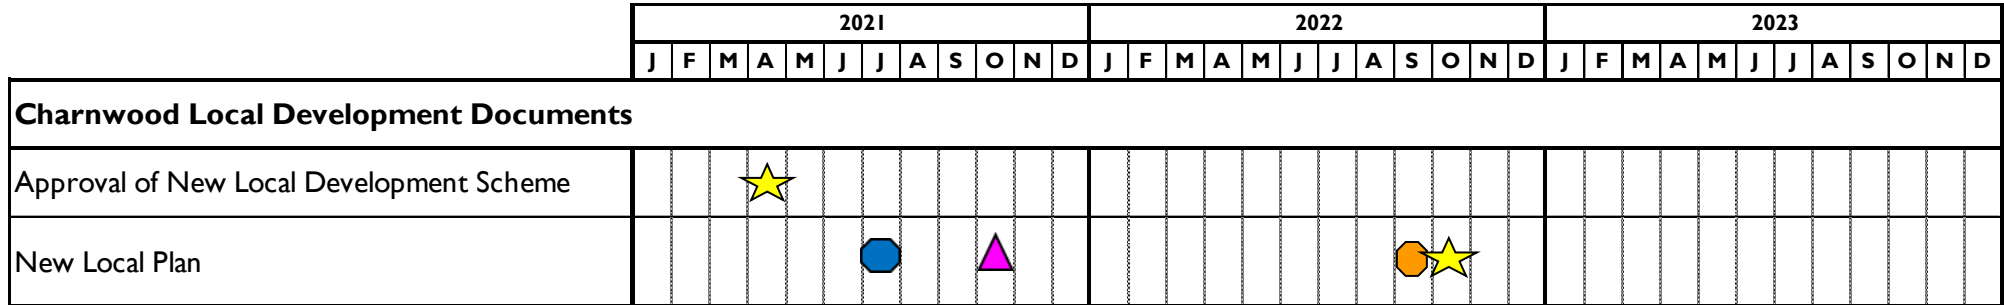 2021 2022 2023
J F M A M J J A S O N D J F M A M J J A S O N D J F M A M J J A S O N D
Charnwood Local Development Documents
Approval of New Local Development Scheme
New Local Plan